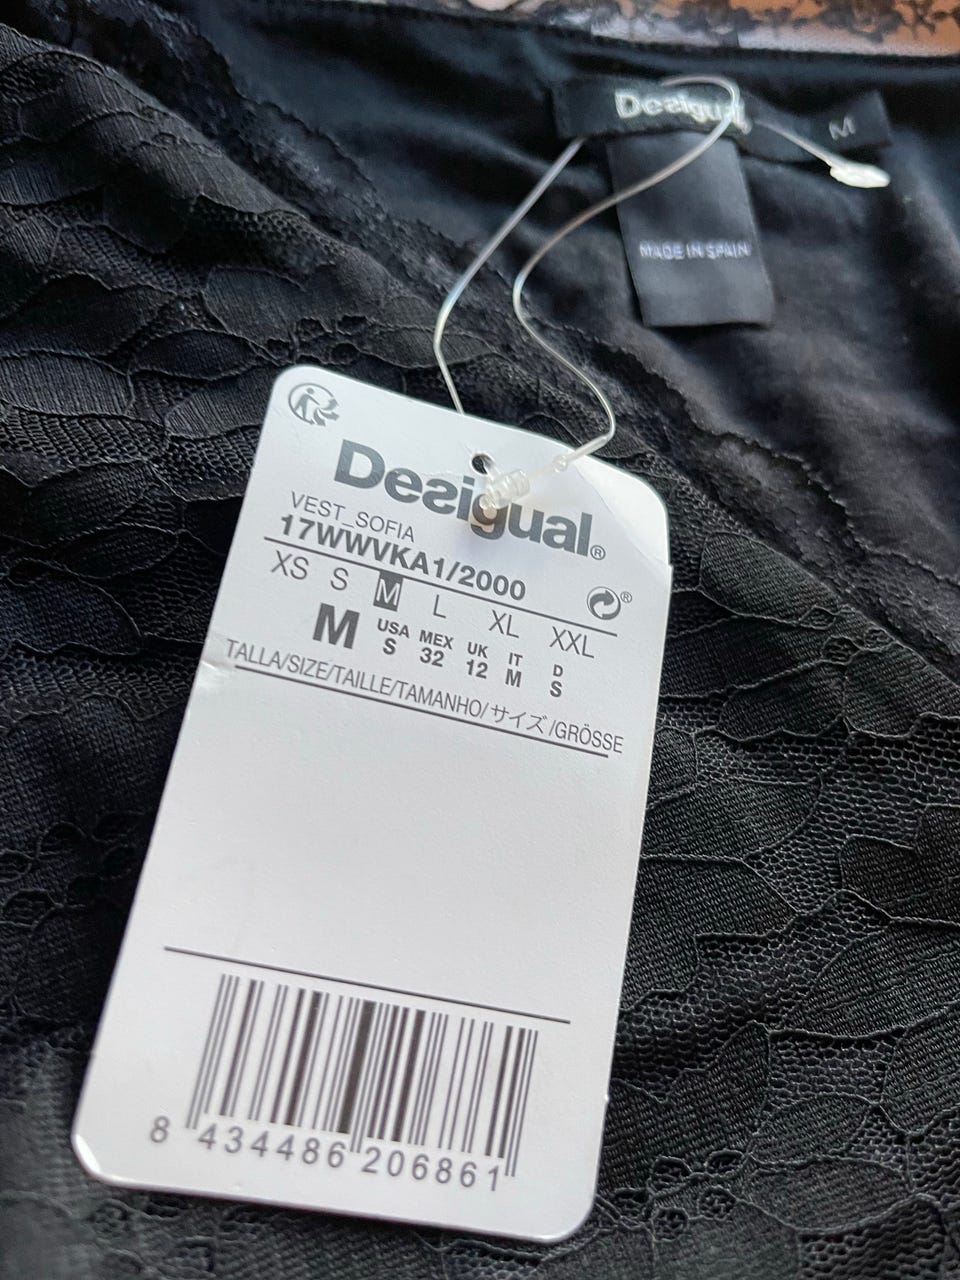 Desigual
M
MADE IN SPAIN
Desigual®
VEST_SOFIA
17WWVKA1/2000
XS S M L XL XXL
®
M USA S MEX 32 UK 12 IT M D S
TALLA/SIZE/TAILLE/TAMANHO/サイズ/GRÖSSE
8 434486 206861